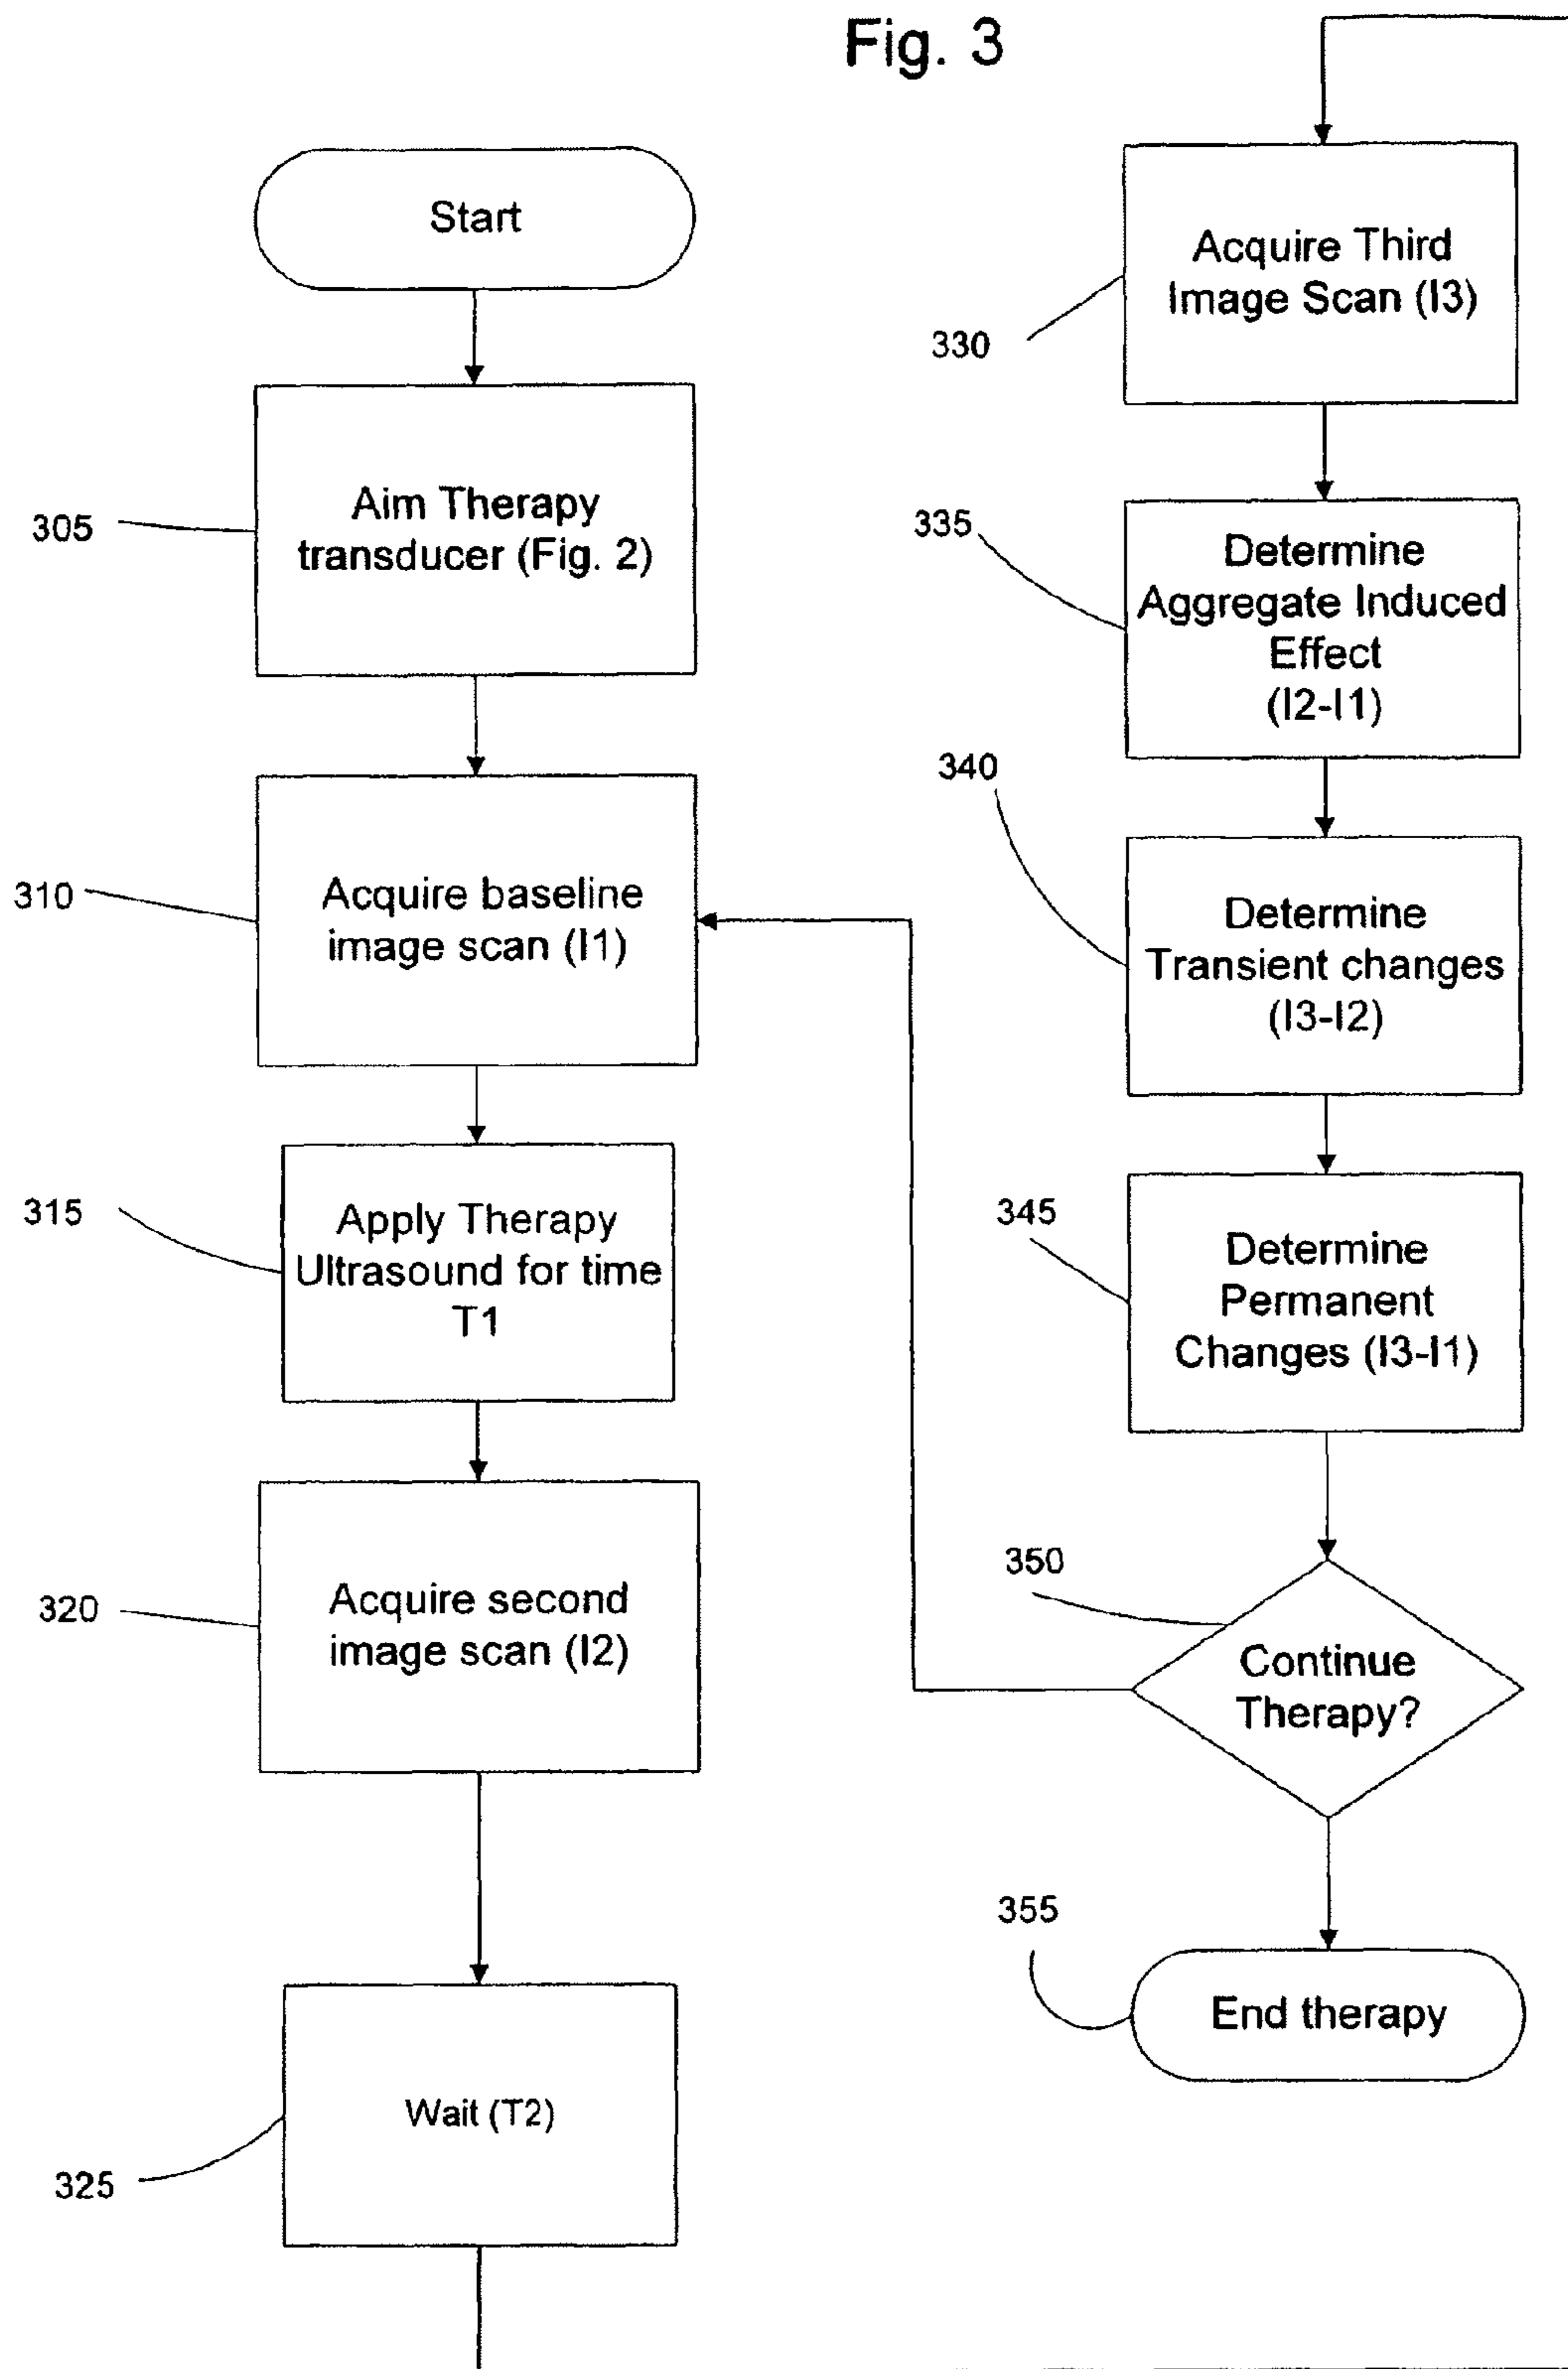 Fig. 3
Start
305
Aim Therapy
transducer (Fig. 2)
310
Acquire baseline
image scan (I1)
315
Apply Therapy
Ultrasound for time
T1
320
Acquire second
image scan (I2)
325
Wait (T2)
330
Acquire Third
Image Scan (I3)
335
Determine
Aggregate Induced
Effect
(I2-I1)
340
Determine
Transient changes
(I3-I2)
345
Determine
Permanent
Changes (I3-I1)
350
Continue
Therapy?
355
End therapy